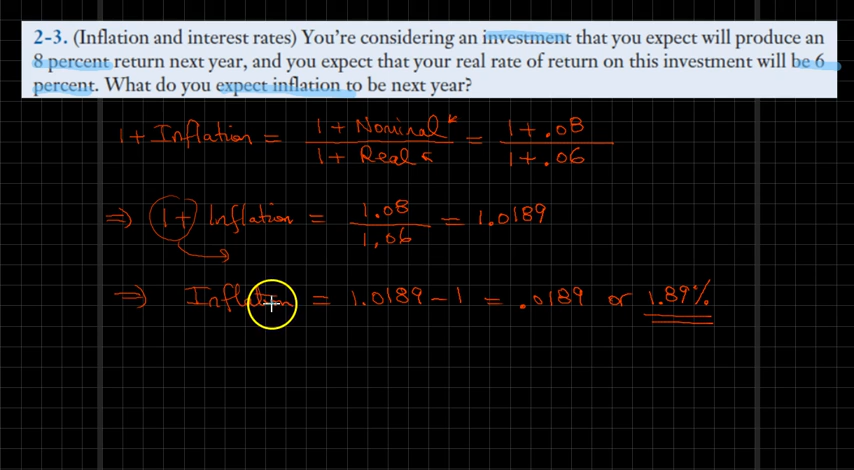 2-3. (Inflation and interest rates) You're considering an investment that you expect will produce an
8 percent return next year, and you expect that your real rate of return on this investment will be 6
percent. What do you expect inflation to be next year?
1 + Inflation = (1 + Nominal) / (1 + Real) = (1 + .08) / (1 + .06)
⇒ (1 +) Inflation = 1.08 / 1.06 = 1.0189
⇒ Inflation = 1.0189 - 1 = .0189 or 1.89%